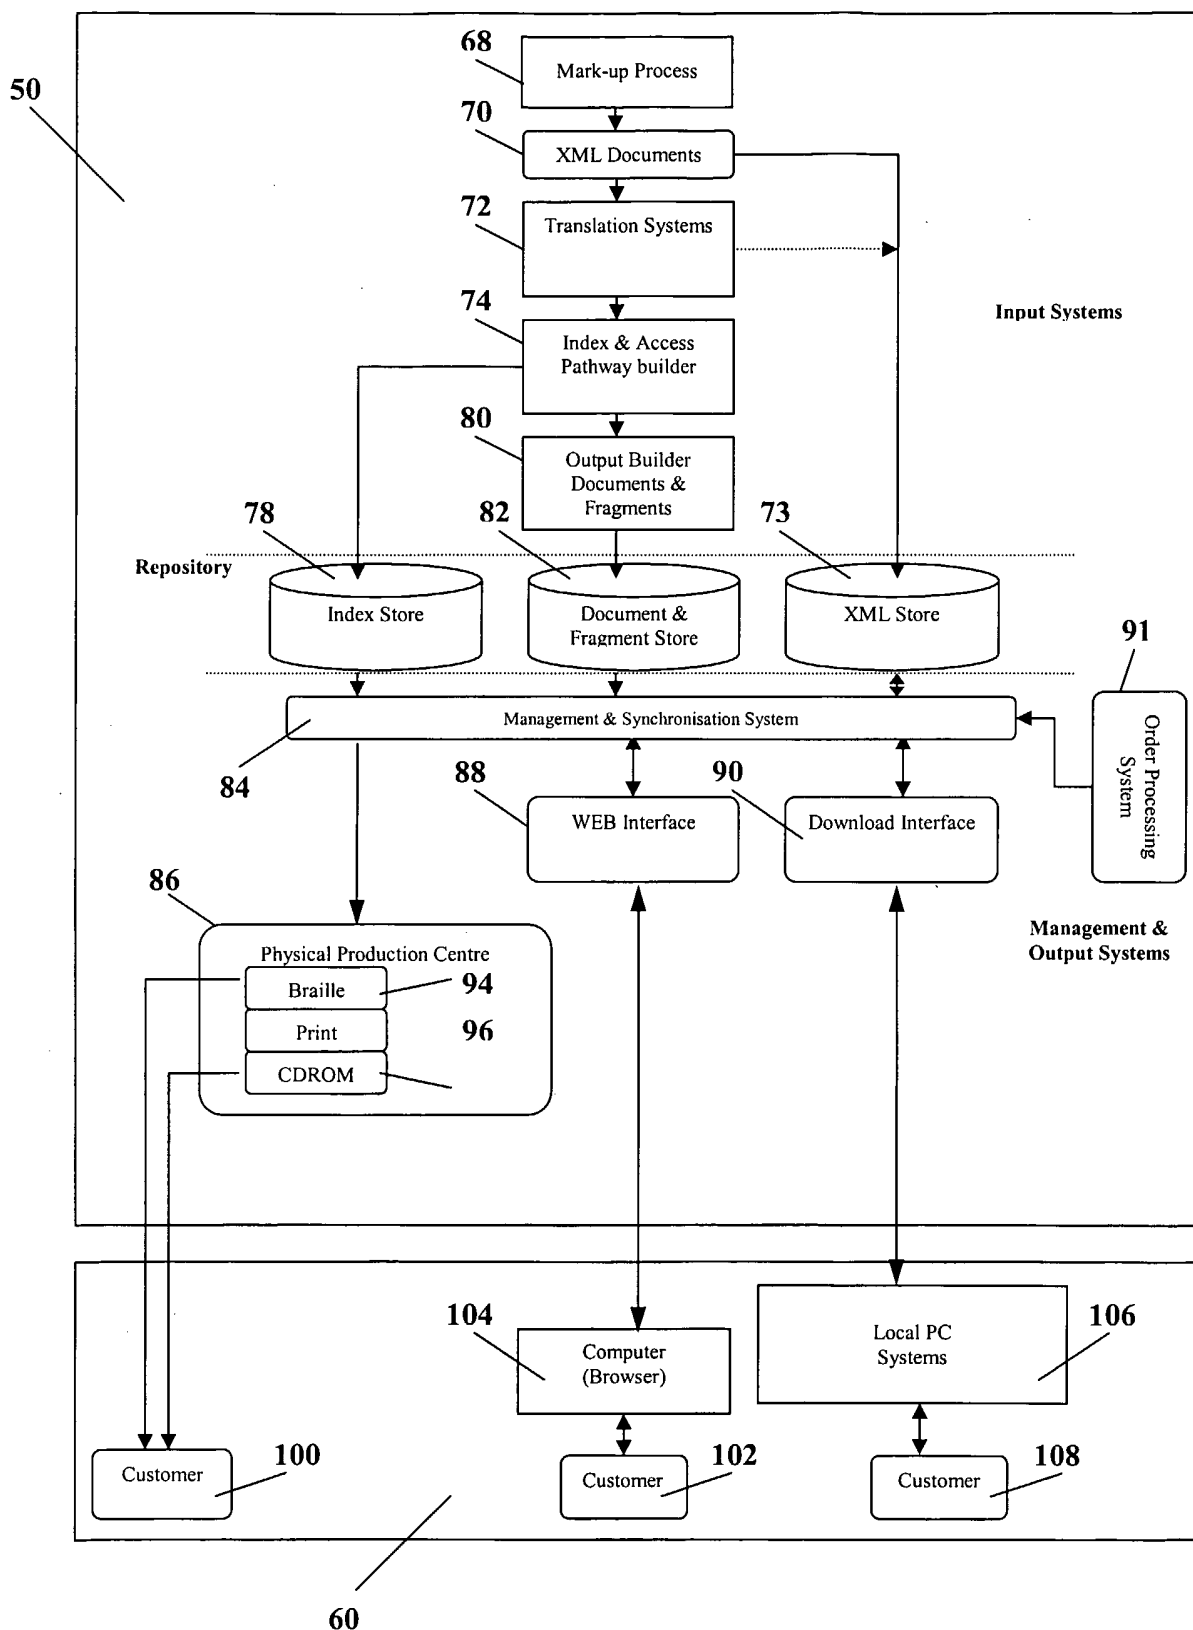 68
Mark-up Process
50
70
XML Documents
72
Translation Systems
74
Input Systems
Index & Access
Pathway builder
80
Output Builder
Documents &
Fragments
78
82
73
Repository
Index Store
Document &
Fragment Store
XML Store
91
Management & Synchronisation System
Order Processing
System
84
88
90
WEB Interface
Download Interface
86
Management &
Output Systems
Physical Production Centre
Braille
94
Print
96
CDROM
104
Computer
(Browser)
Local PC
Systems
106
Customer
100
Customer
102
Customer
108
60